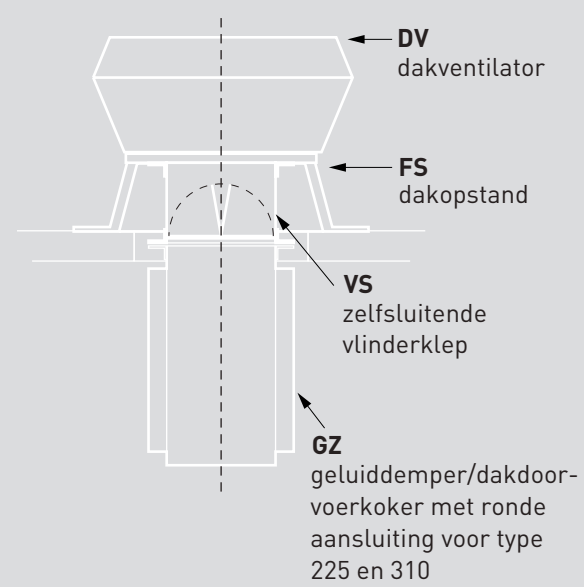 DV
dakventilator
FS
dakopstand
VS
zelfsluitende
vlinderklep
GZ
geluiddemper/dakdoor-
voerkoker met ronde
aansluiting voor type
225 en 310